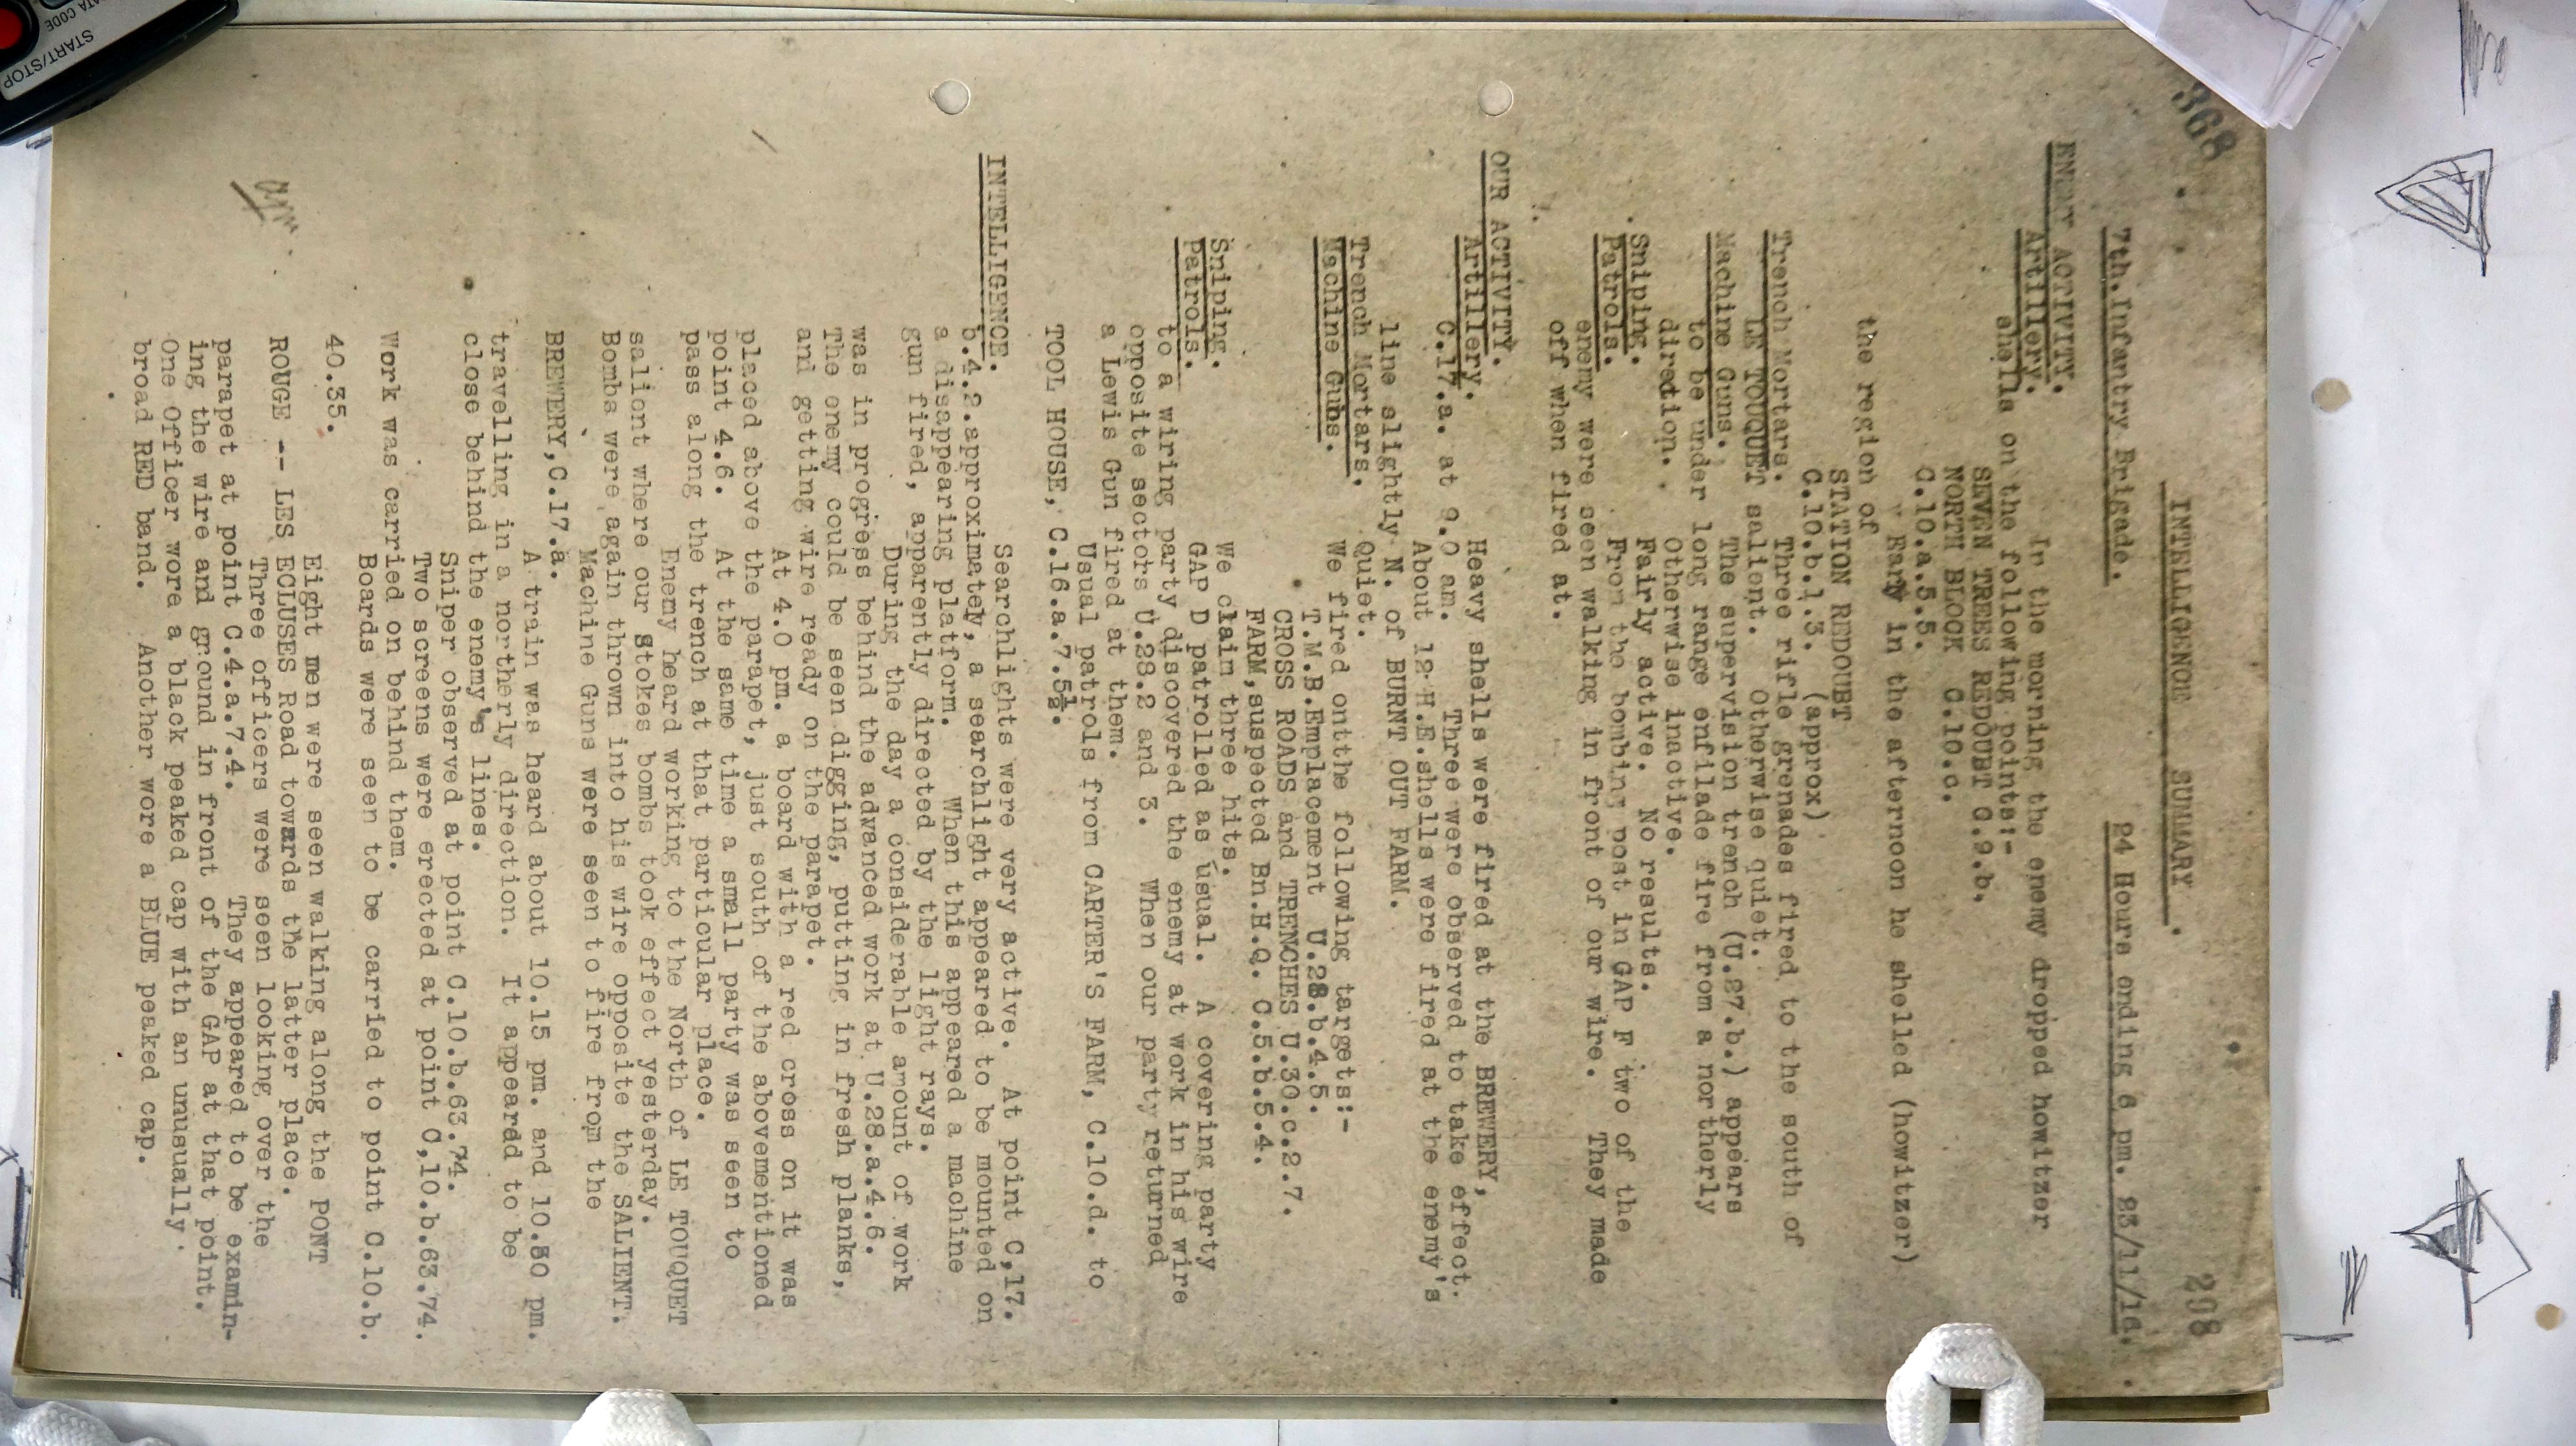 368
208
INTELLIGENCE SUMMARY.
7th.Infantry Brigade.
24 Hours ending 6 pm. 23/11/16.
ENEMY ACTIVITY.
Artillery.
In the morning the enemy dropped howitzer
shells on the following points:-
SEVEN TREES REDOUBT C.9.b.
NORTH BLOCK C.10.c.
C.10.a.5.5.
Early in the afternoon he shelled (howitzer)
the region of
STATION REDOUBT
C.10.b.1.3. (approx)
Trench Mortars. Three rifle grenades fired to the south of
LE TOUQUET salient. Otherwise quiet.
Machine Guns. The supervision trench (U.27.b.) appears
to be under long range enfilade fire from a northerly
direction. Otherwise inactive.
Sniping. Fairly active. No results.
Patrols. From the bombing post in GAP F two of the
enemy were seen walking in front of our wire. They made
off when fired at.
OUR ACTIVITY.
Artillery. Heavy shells were fired at the BREWERY,
C.17.a. at 9.0 am. Three were observed to take effect.
About 12 H.E.shells were fired at the enemy's
line slightly N. of BURNT OUT FARM.
Trench Mortars. Quiet.
Machine Guns. We fired ontthe following targets:-
T.M.B.Emplacement U.28.b.4.5.
CROSS ROADS and TRENCHES U.30.c.2.7.
FARM,suspected Bn.H.Q. C.5.b.5.4.
Sniping. We claim three hits.
Patrols. GAP D patrolled as usual. A covering party
to a wiring party discovered the enemy at work in his wire
opposite sectors U.28.2 and 3. When our party returned
a Lewis Gun fired at them.
Usual patrols from CARTER'S FARM, C.10.d. to
TOOL HOUSE, C.16.a.7.5½.
INTELLIGENCE.
Searchlights were very active. At point C,17.
b.4.2.approximately, a searchlight appeared to be mounted on
a disappearing platform. When this appeared a machine
gun fired, apparently directed by the light rays.
During the day a considerable amount of work
was in progress behind the advanced work at U.28.a.4.6.
The enemy could be seen digging, putting in fresh planks,
and getting wire ready on the parapet.
At 4.0 pm. a board with a red cross on it was
placed above the parapet, just south of the abovementioned
point 4.6. At the same time a small party was seen to
pass along the trench at that particular place.
Enemy heard working to the North of LE TOUQUET
salient where our Stokes bombs took effect yesterday.
Bombs were again thrown into his wire opposite the SALIENT.
Machine Guns were seen to fire from the
BREWERY,C.17.a.
A train was heard about 10.15 pm. and 10.30 pm.
travelling in a northerly direction. It appeared to be
close behind the enemy's lines.
Sniper observed at point C.10.b.63.74.
Two screens were erected at point C,10.b.63.74.
Work was carried on behind them.
Boards were seen to be carried to point C.10.b.
40.35.
Eight men were seen walking along the PONT
ROUGE -- LES ECLUSES Road towards the latter place.
Three officers were seen looking over the
parapet at point C.4.a.7.4. They appeared to be examin-
ing the wire and ground in front of the GAP at that point.
One Officer wore a black peaked cap with an unusually
broad RED band. Another wore a BLUE peaked cap.
START/STOP
DATA CODE